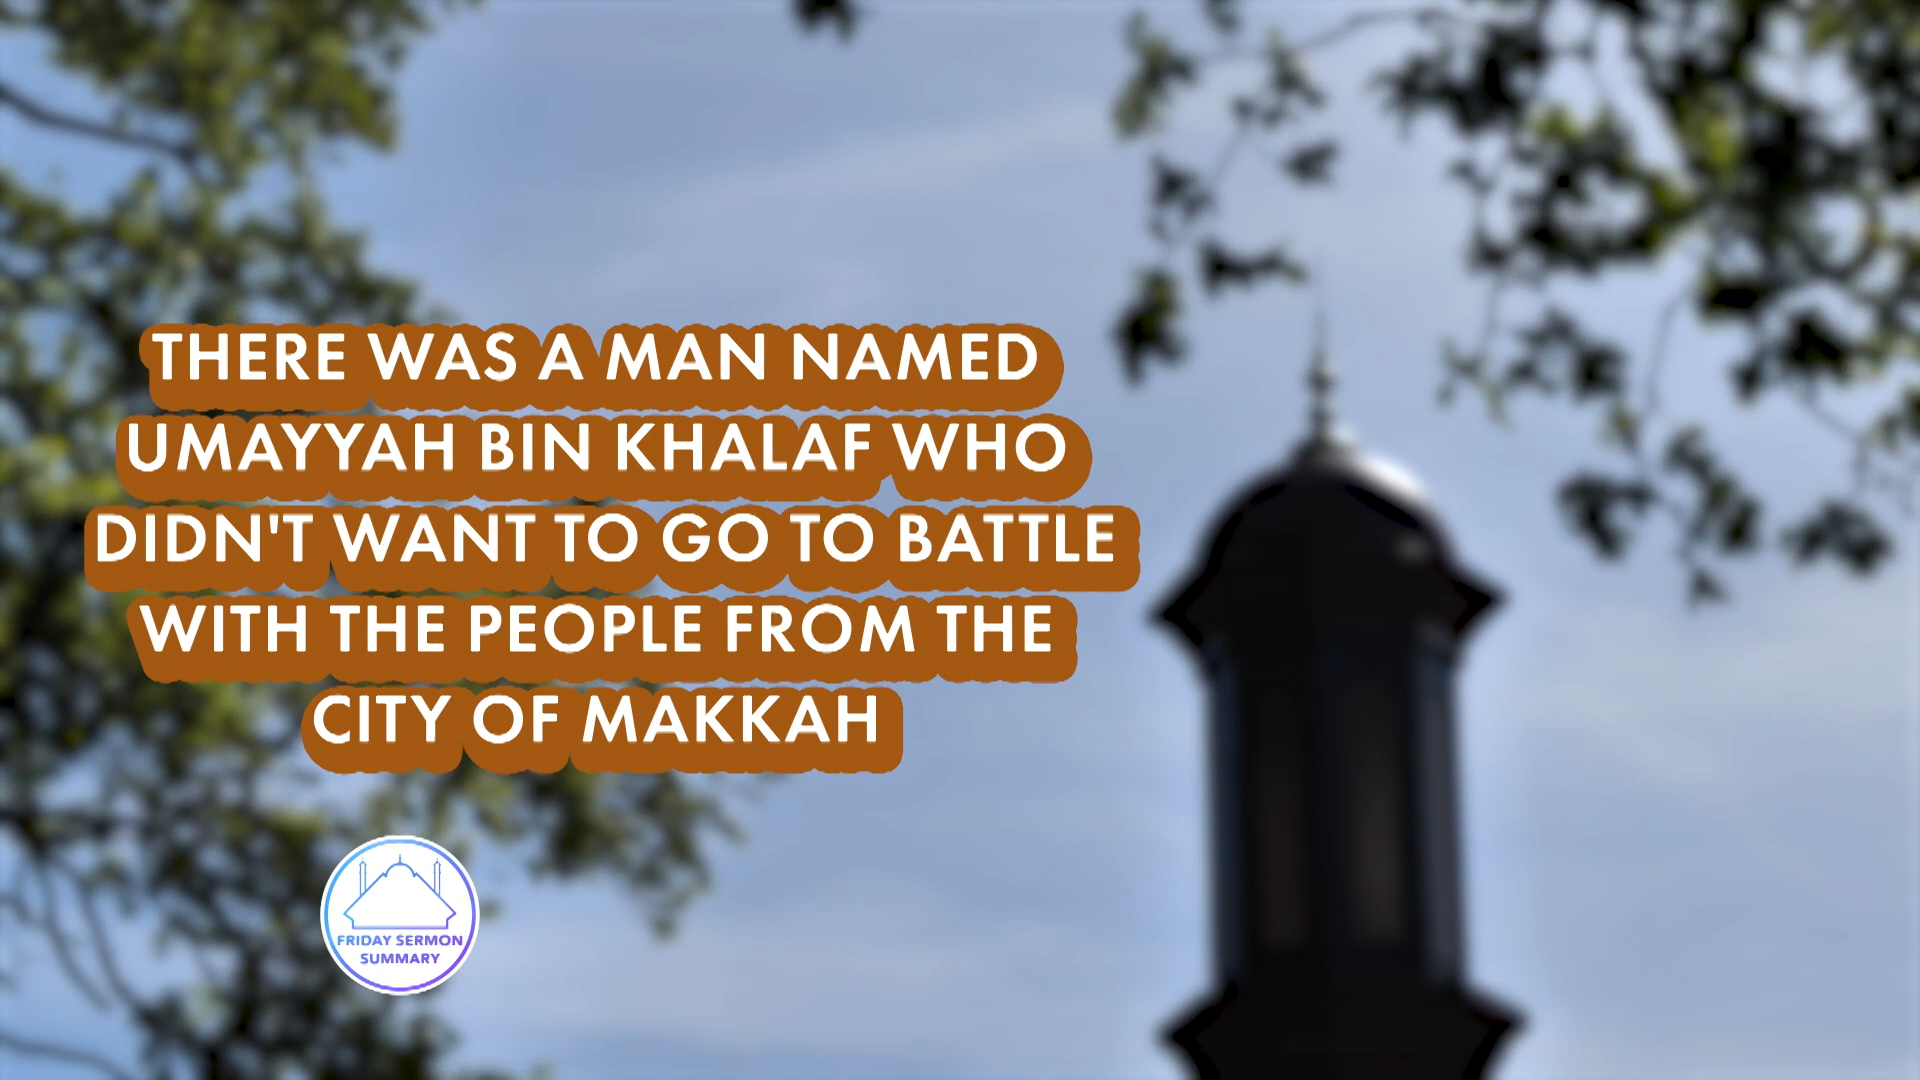 THERE WAS A MAN NAMED
UMAYYAH BIN KHALAF WHO
DIDN'T WANT TO GO TO BATTLE
WITH THE PEOPLE FROM THE
CITY OF MAKKAH
FRIDAY SERMON
SUMMARY